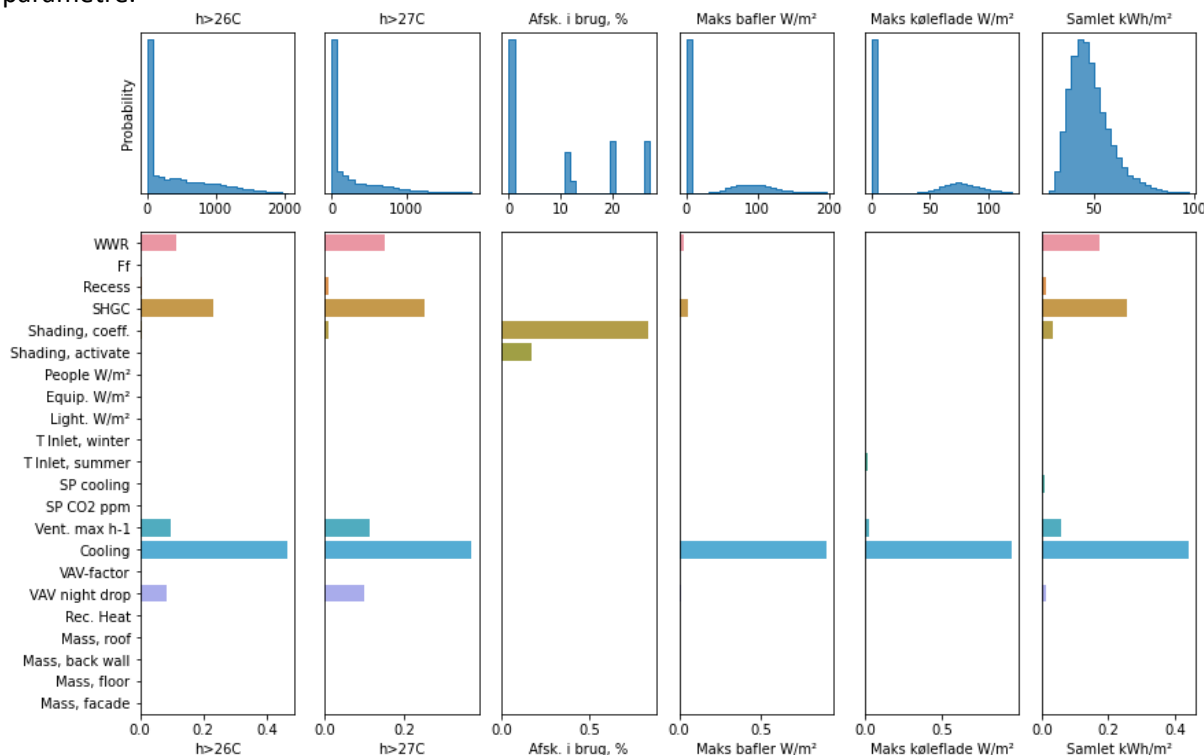 parametre.
h>26C h>27C Afsk. i brug, % Maks bafler W/m² Maks køleflade W/m² Samlet kWh/m²
Probability
0 1000 2000 0 1000 0 10 20 0 100 200 0 50 100 50 100
WWR
Ff
Recess
SHGC
Shading, coeff.
Shading, activate
People W/m²
Equip. W/m²
Light. W/m²
T Inlet, winter
T Inlet, summer
SP cooling
SP CO2 ppm
Vent. max h-1
Cooling
VAV-factor
VAV night drop
Rec. Heat
Mass, roof
Mass, back wall
Mass, floor
Mass, facade
0.0 0.2 0.4 0.0 0.2 0.0 0.5 0.0 0.5 0.0 0.5 0.0 0.2 0.4
h>26C h>27C Afsk. i brug, % Maks bafler W/m² Maks køleflade W/m² Samlet kWh/m²